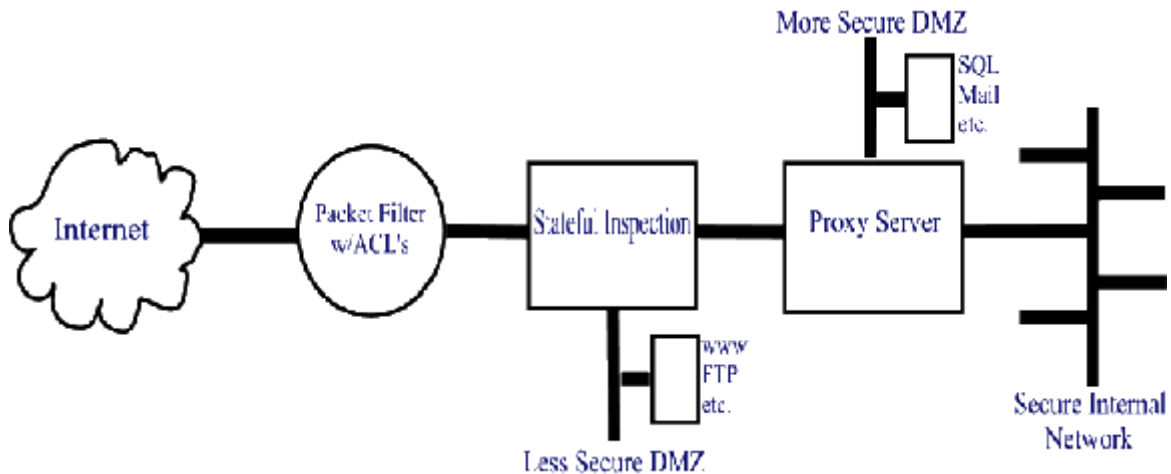 More Secure DMZ
SQL
Mail
etc.
Internet
Packet Filter
w/ACL's
Stateful Inspection
Proxy Server
www
FTP
etc.
Less Secure DMZ
Secure Internal
Network